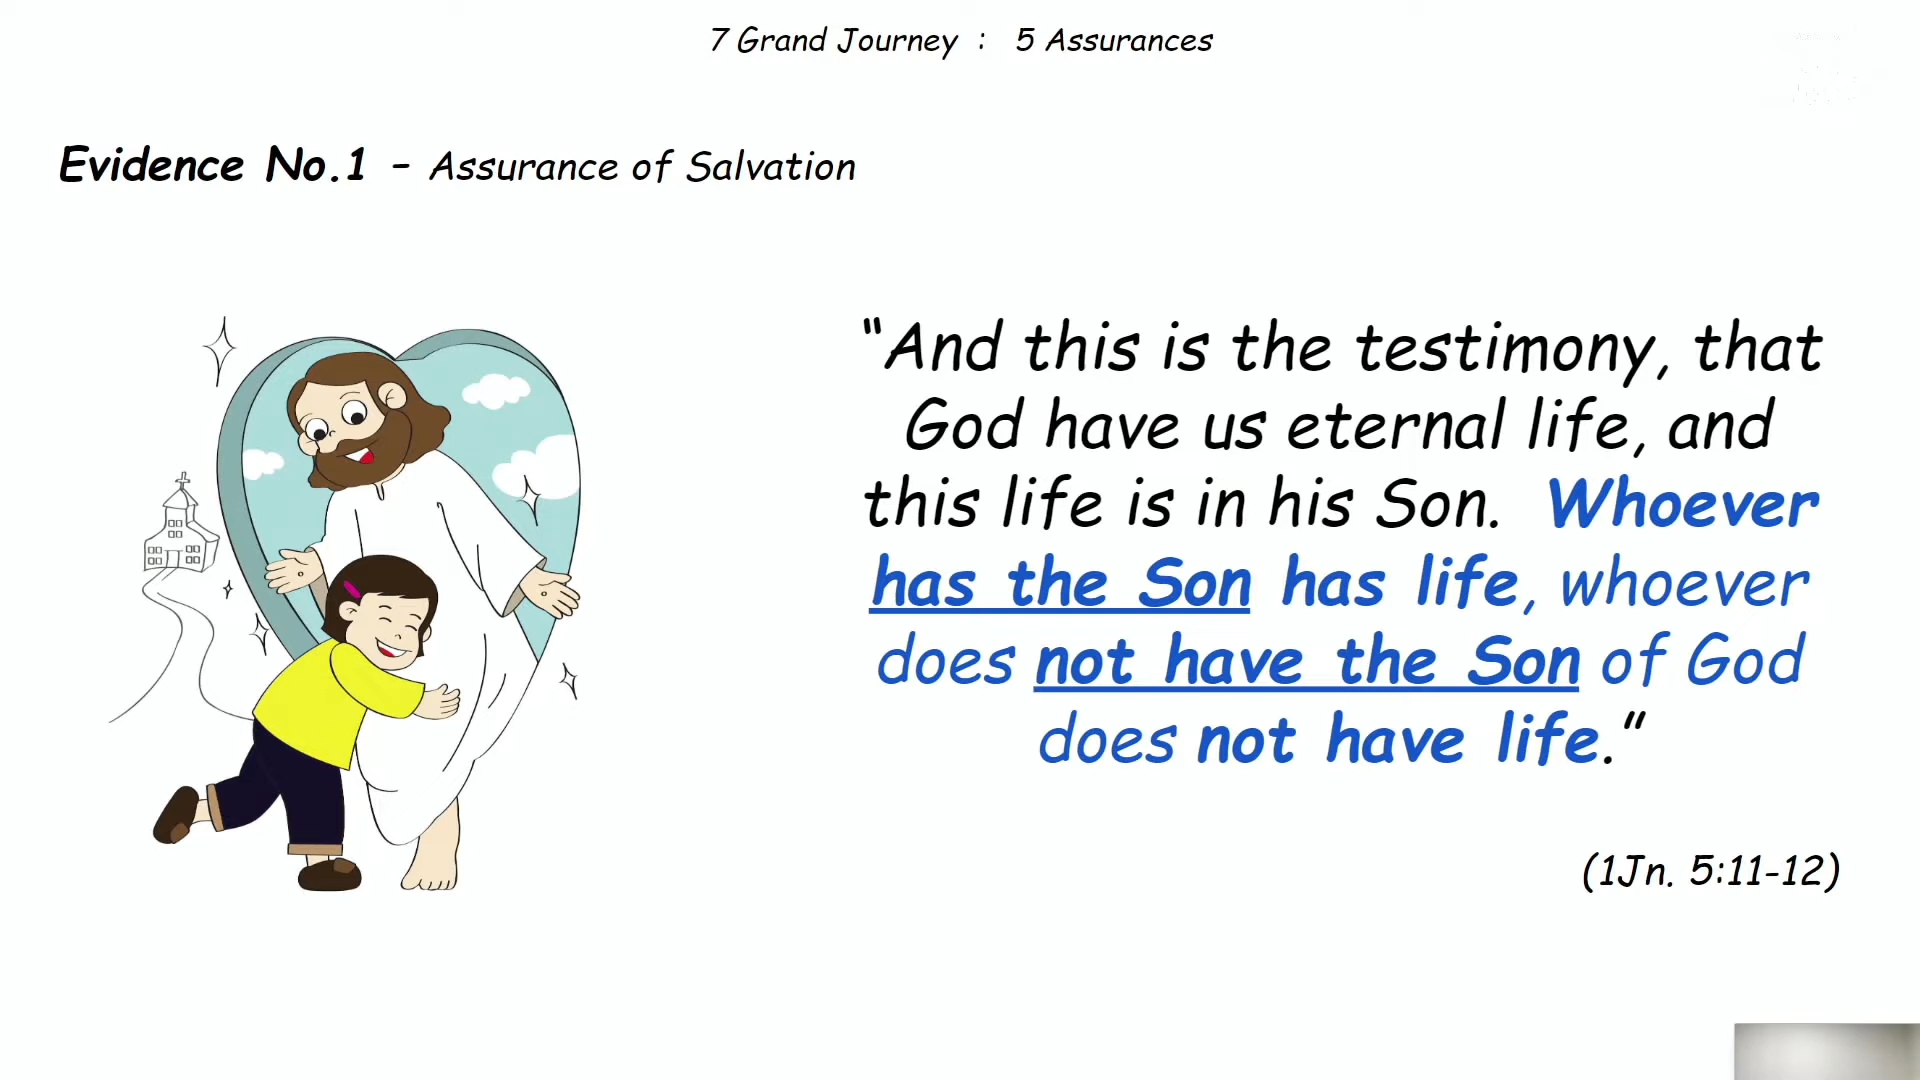 7 Grand Journey : 5 Assurances
Evidence No.1 - Assurance of Salvation
"And this is the testimony, that
God have us eternal life, and
this life is in his Son. Whoever
has the Son has life, whoever
does not have the Son of God
does not have life."
(1Jn. 5:11-12)